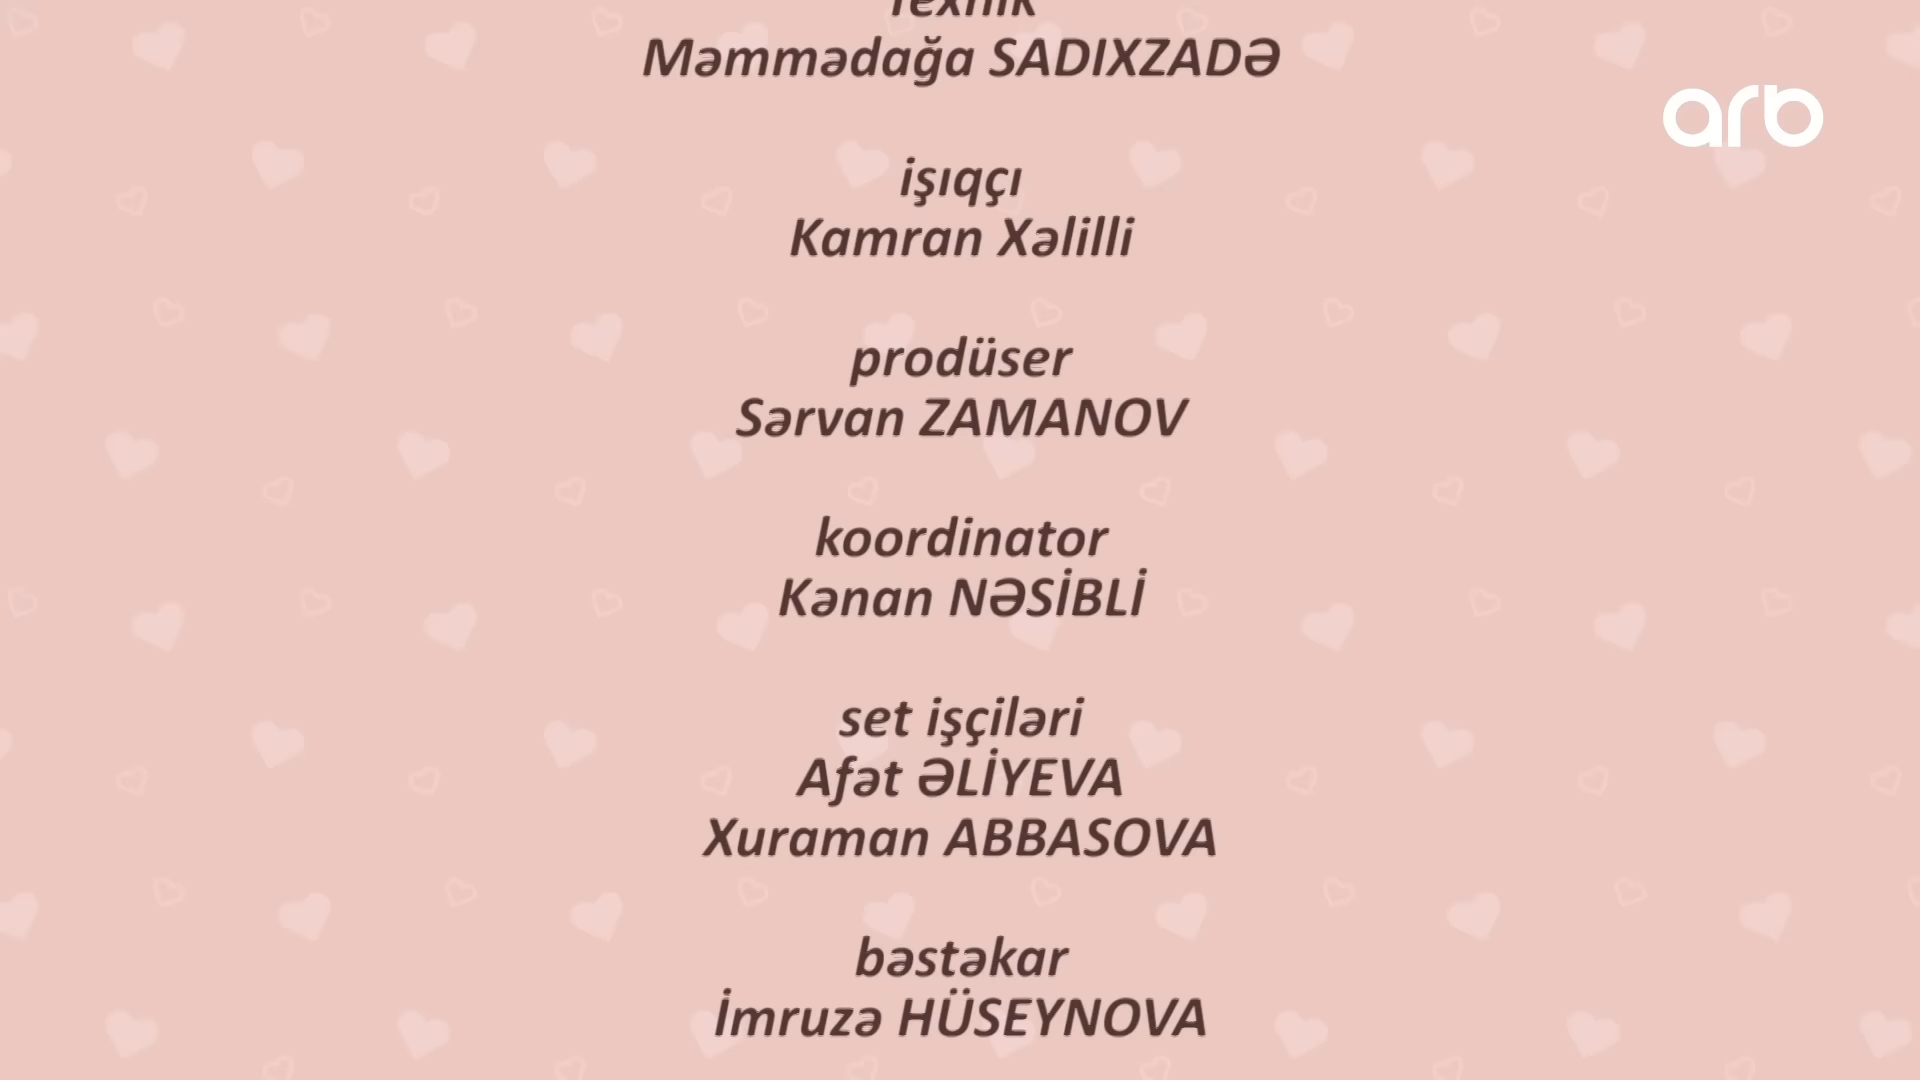 Texnik
Məmmədağa SADIXZADƏ
arb
işıqçı
Kamran Xəlilli
prodüser
Sərvan ZAMANOV
koordinator
Kənan NƏSİBLİ
set işçiləri
Afət ƏLİYEVA
Xuraman ABBASOVA
bəstəkar
İmruzə HÜSEYNOVA